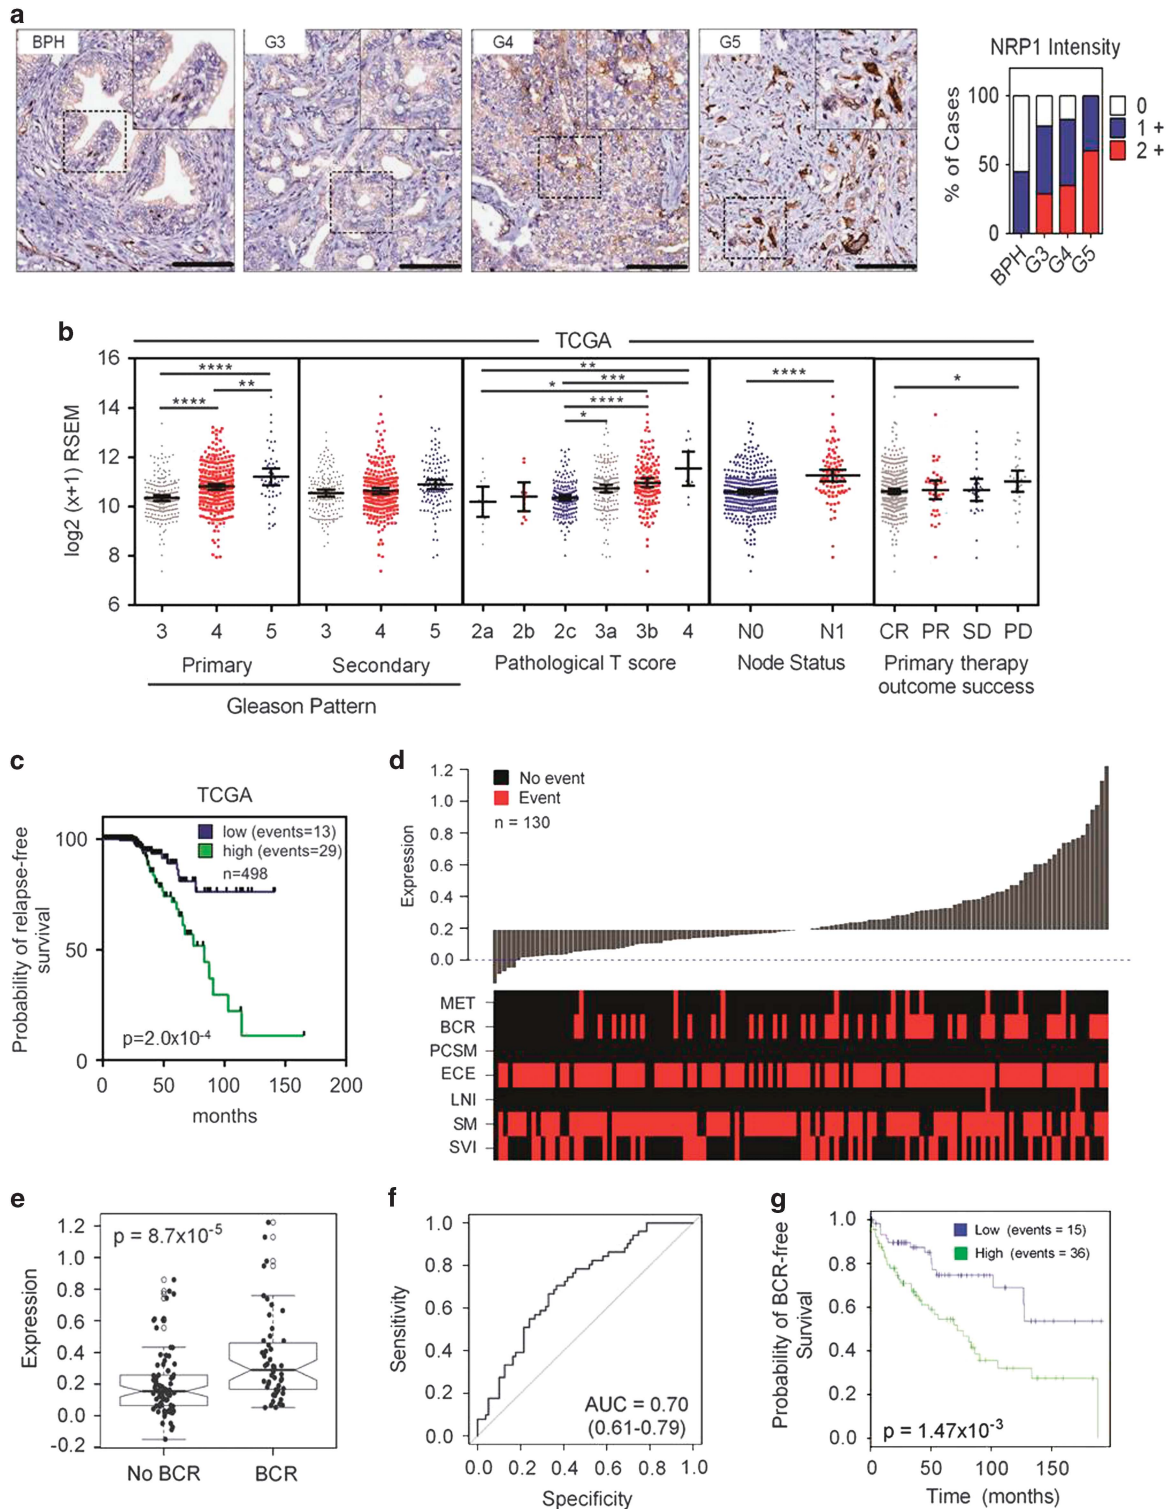 a
BPH
G3
G4
G5
NRP1 Intensity
% of Cases
100
50
0
0
1 +
2 +
BPH
G3
G4
G5
b
TCGA
log2 (x+1) RSEM
16
14
12
10
8
6
****
**
****
**
***
*
****
*
****
*
3 4 5 3 4 5 2a 2b 2c 3a 3b 4 N0 N1 CR PR SD PD
Primary Secondary Pathological T score Node Status Primary therapy
outcome success
Gleason Pattern
c
TCGA
Probability of relapse-free
survival
100
50
0
low (events=13)
high (events=29)
n=498
p=2.0x10-4
0 50 100 150 200
months
d
No event
Event
n = 130
Expression
1.2
1.0
0.8
0.6
0.4
0.2
0.0
MET
BCR
PCSM
ECE
LNI
SM
SVI
e
p = 8.7x10-5
Expression
1.2
1.0
0.8
0.6
0.4
0.2
0.0
-0.2
No BCR BCR
f
Sensitivity
1.0
0.8
0.6
0.4
0.2
0.0
AUC = 0.70
(0.61-0.79)
0.0 0.2 0.4 0.6 0.8 1.0
Specificity
g
Probability of BCR-free
Survival
1.0
0.8
0.6
0.4
0.2
0.0
Low (events = 15)
High (events = 36)
p = 1.47x10-3
0 50 100 150
Time (months)